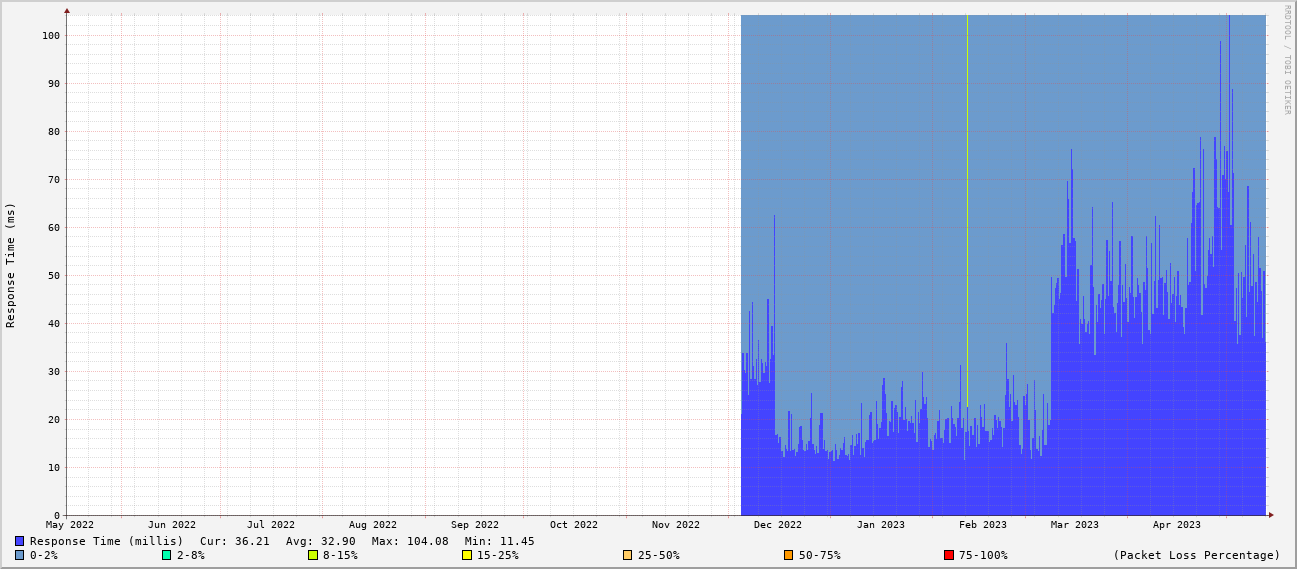 RRDTOOL / TOBI OETIKER
Response Time (ms)
100
90
80
70
60
50
40
30
20
10
0
May 2022 Jun 2022 Jul 2022 Aug 2022 Sep 2022 Oct 2022 Nov 2022 Dec 2022 Jan 2023 Feb 2023 Mar 2023 Apr 2023
Response Time (millis) Cur: 36.21 Avg: 32.90 Max: 104.08 Min: 11.45
0-2% 2-8% 8-15% 15-25% 25-50% 50-75% 75-100% (Packet Loss Percentage)